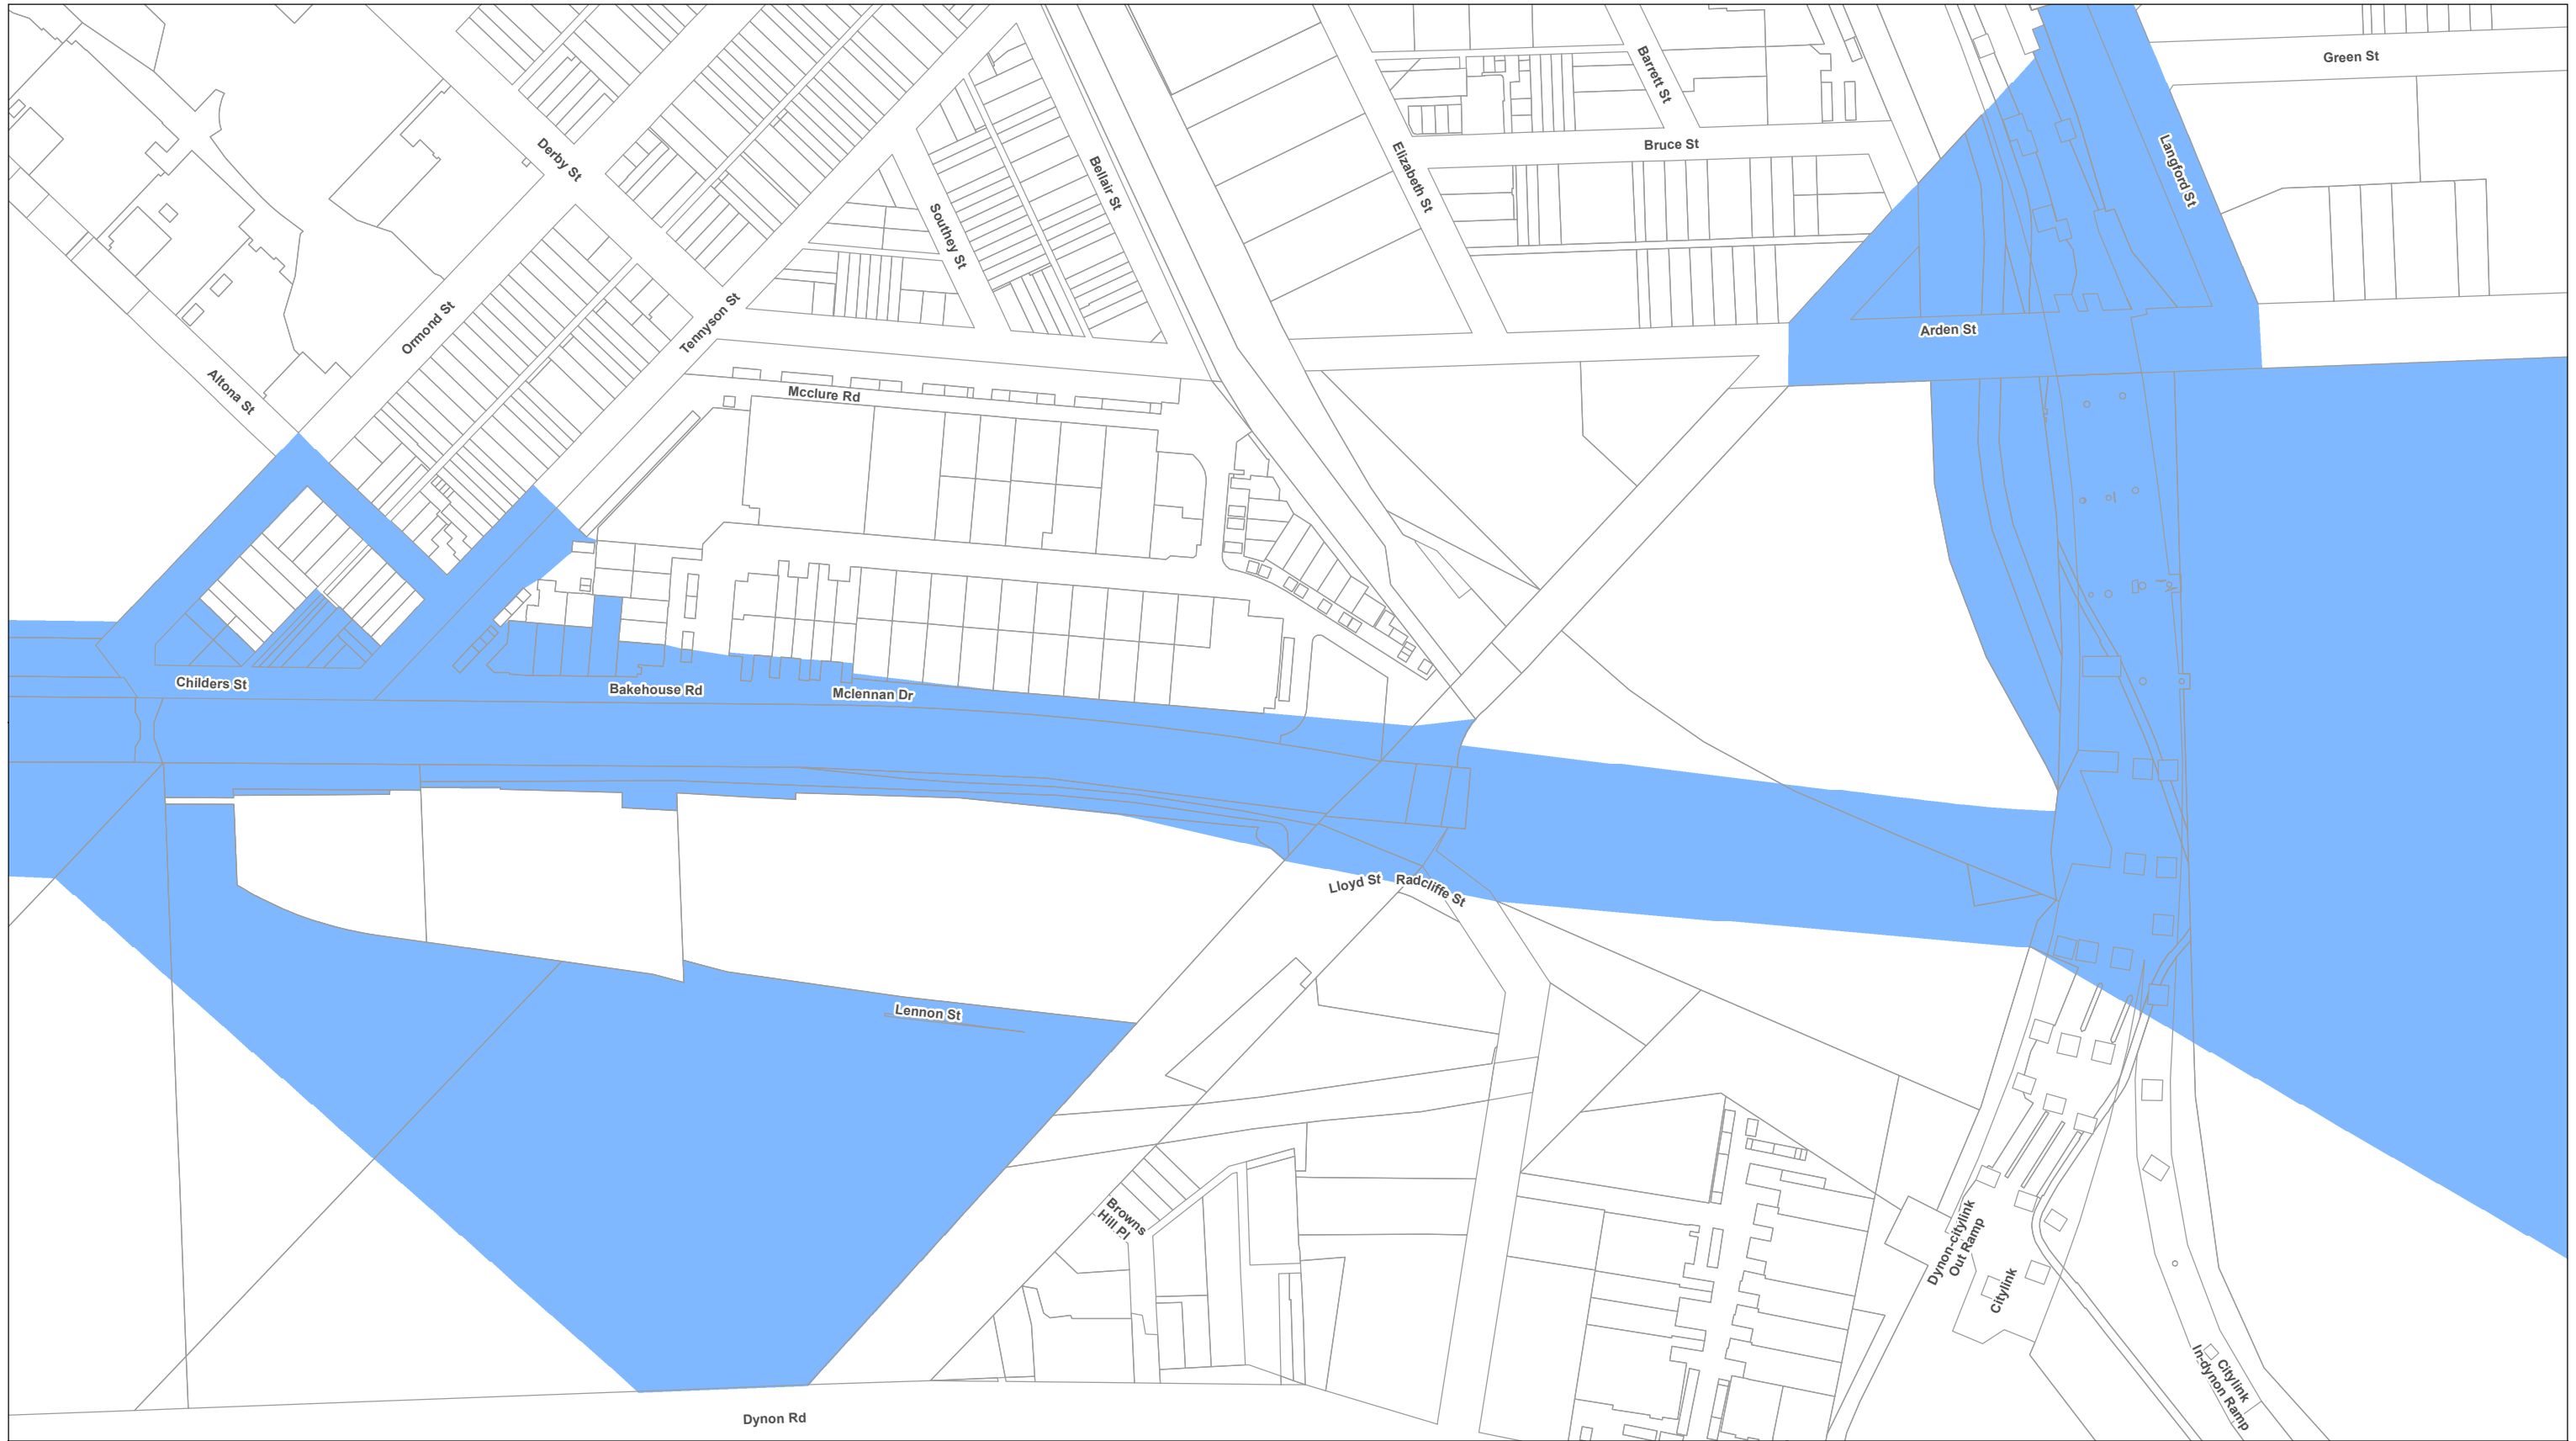 Green St
Barrett St
Bruce St
Derby St
Bellair St
Elizabeth St
Langford St
Southey St
Ormond St
Tennyson St
Arden St
Altona St
Mcclure Rd
Childers St
Bakehouse Rd
Mclennan Dr
Lloyd St
Radcliffe St
Lennon St
Browns
Hill Pl
Dynon-citylink
Out Ramp
Citylink
Citylink
In-dynon Ramp
Dynon Rd